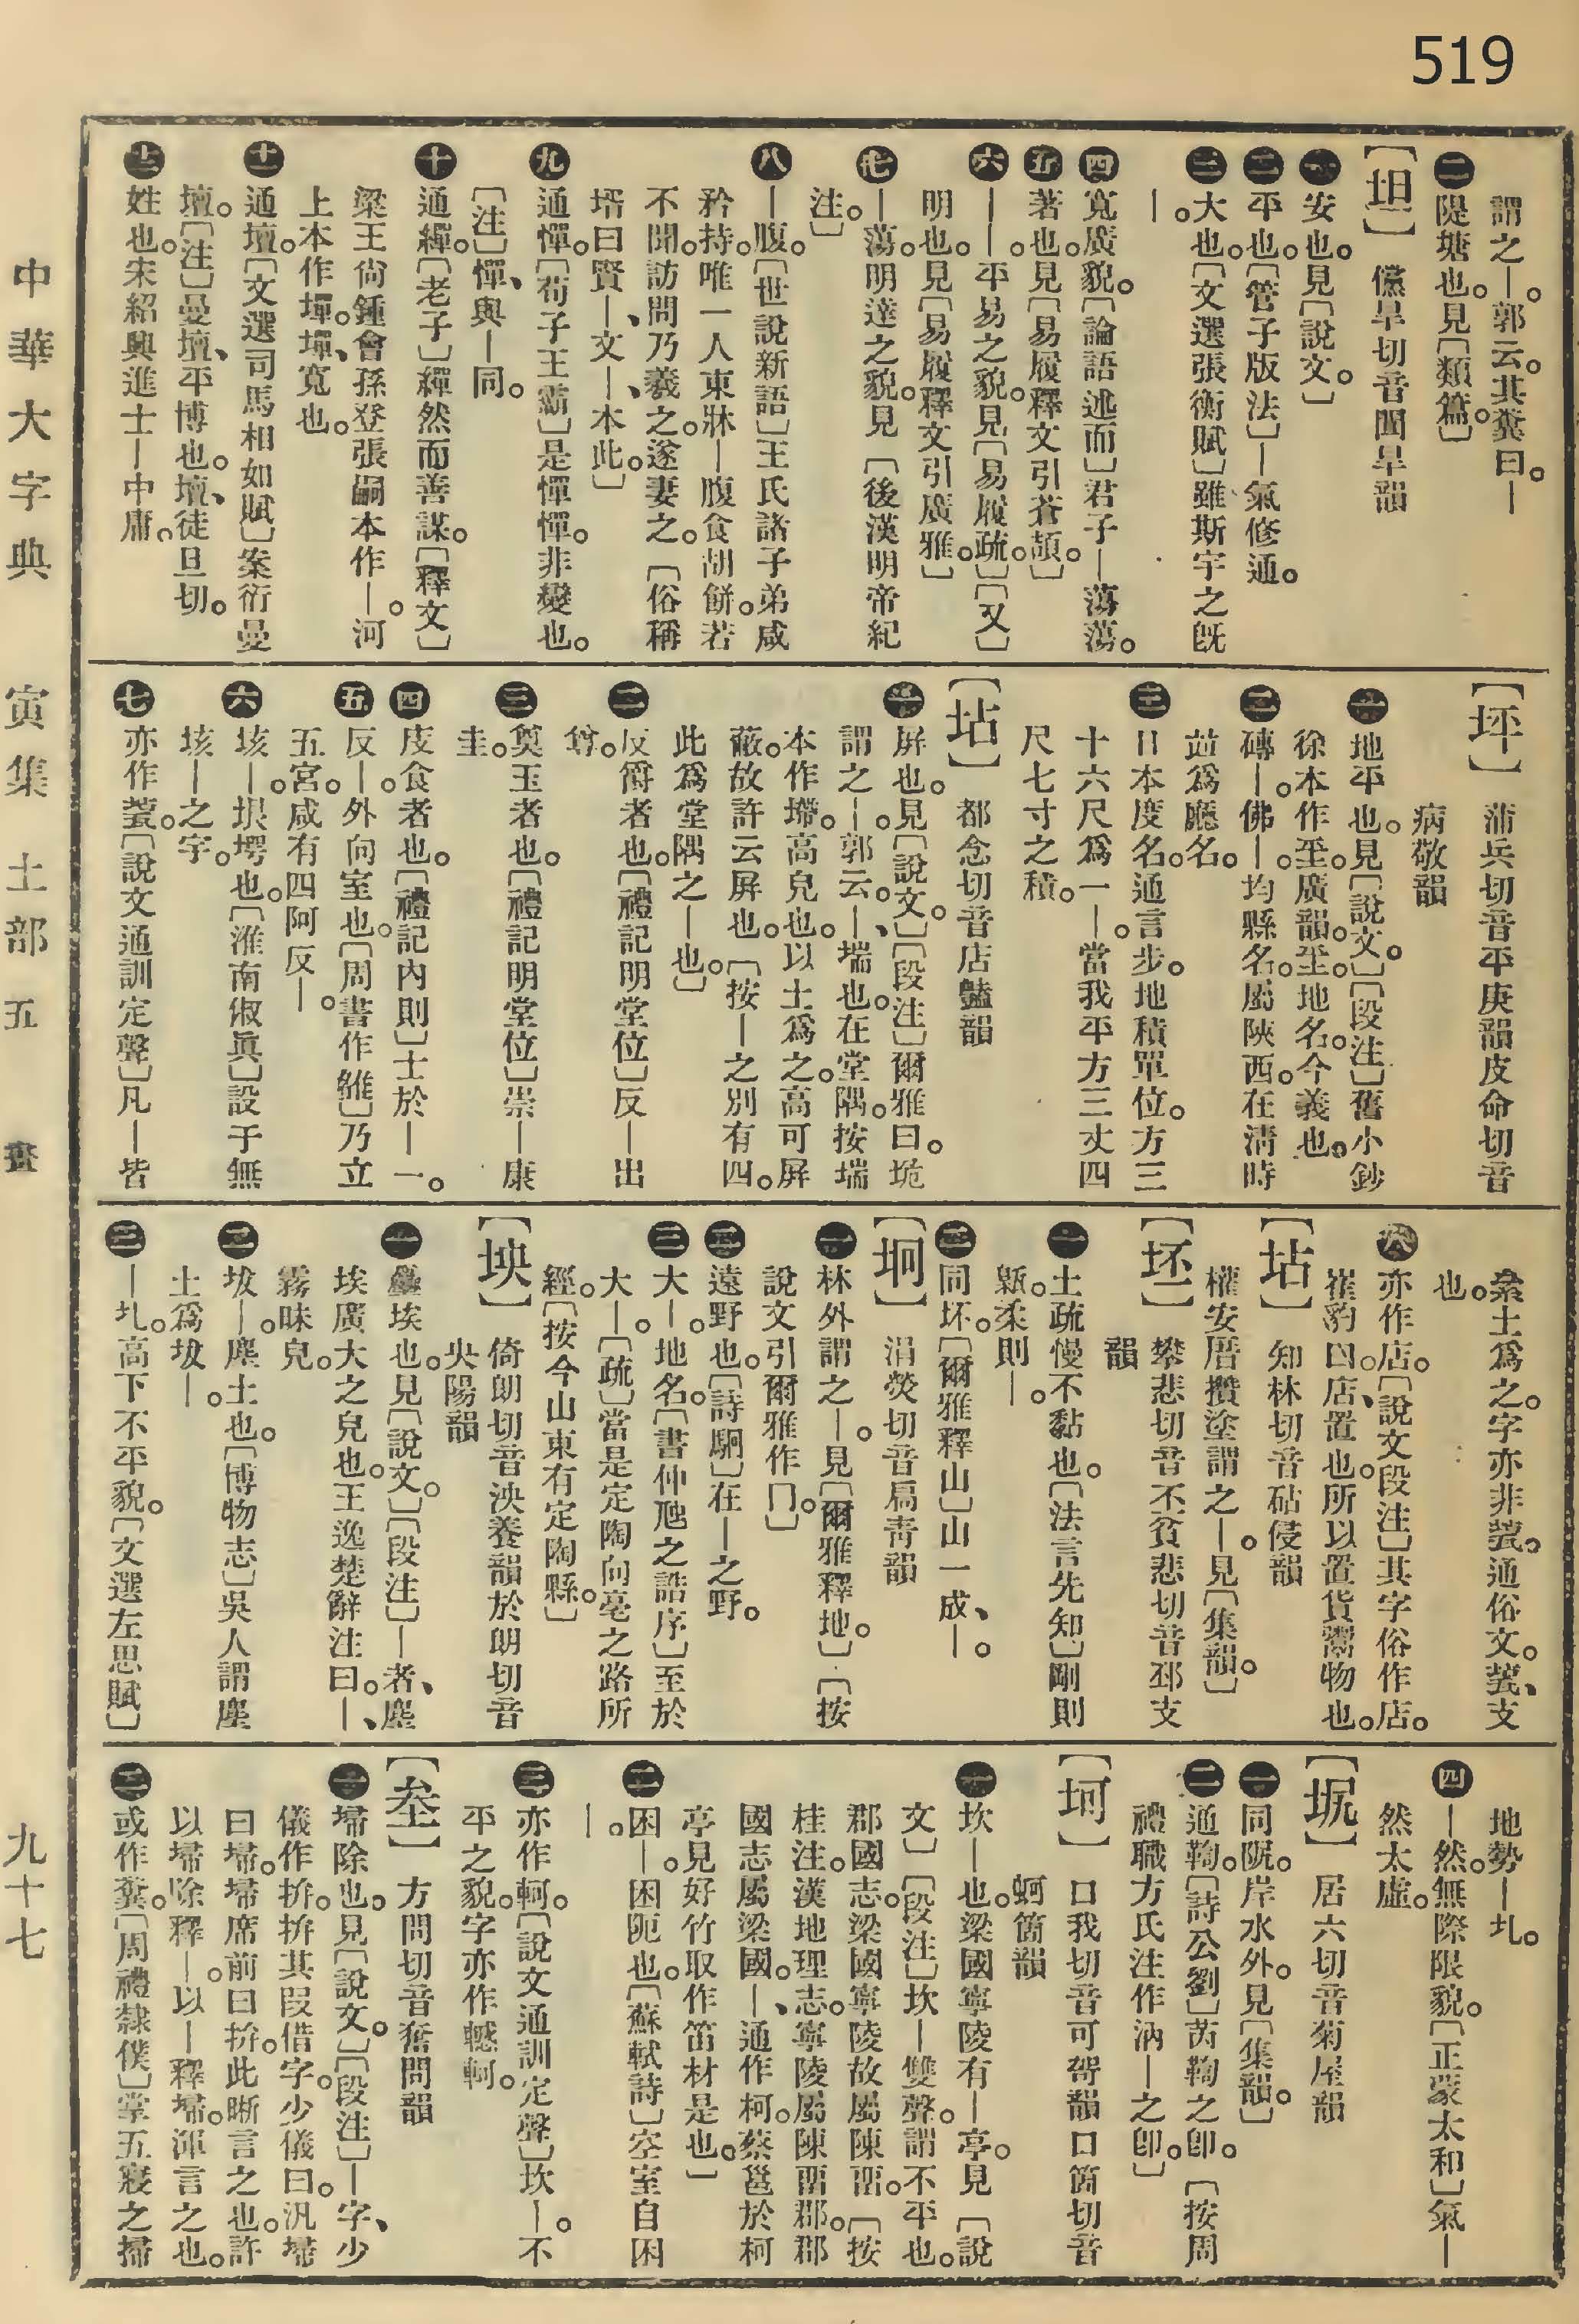 519
謂之—。郭云。其糞曰—
㊁隄塘也。見〔類篇。〕
〔坦〕 儻旱切音𨅖旱韻
㊀安也。見〔說文。〕
㊁平也。〔管子版法〕—氣修通。
㊂大也。〔文選張衡賦〕雖斯宇之旣
—。
㊃寬廣貌。〔論語述而〕君子—蕩蕩。
㊄著也。見〔易履釋文引蒼頡。〕
㊅——。平易之貌。見〔易履疏。〕〔又〕
明也。見〔易履釋文引廣雅。〕
㊆—蕩。明達之貌。見〔後漢明帝紀
注。〕
㊇—腹。〔世說新語〕王氏諸子弟咸
矜持。唯一人東牀—腹食胡餅。若
不聞。訪問乃羲之。遂妻之。〔俗稱
壻曰賢—、文—、本此。〕
㊈通憚。〔荀子王霸〕是憚憚。非變也。
〔注〕憚、與—同。
㊉通繟。〔老子〕繟然而善謀。〔釋文〕
梁王尙鍾會孫登張嗣本作—。河
上本作墠。墠、寬也。
十一通壇。〔文選司馬相如賦〕案衍曼
壇。〔注〕曼壇、平博也。壇、徒旦切。
十二姓也。宋紹興進士—中庸。
〔坪〕 蒲兵切音平庚韻皮命切音
病敬韻
㊀地平也。見〔說文。〕〔段注〕舊小鈔
徐本作𡊞。廣韻。𡊞。地名。今義也。
㊁磚—。佛—。均縣名。屬陝西。在淸時
竝爲廳名。
㊂日本度名。通言步。地積單位。方三
十六尺爲一—。當我平方三丈四
尺七寸之積。
〔坫〕 都念切音店豔韻
㊀屛也。見〔說文。〕〔段注〕爾雅曰。垝
謂之—。郭云。—、㙐也。在堂隅。按㙐
本作墆。高皃也。以土爲之。高可屛
蔽。故許云屛也。〔按—之別有四。
此爲堂隅之—也。〕
㊁反爵者也。〔禮記明堂位〕反—出
尊。
㊂奠玉者也。〔禮記明堂位〕崇—康
圭。
㊃庋食者也。〔禮記內則〕士於—一。
㊄反—。外向室也。〔周書作雒〕乃立
五宮。咸有四阿反—。
㊅垓—。垠堮也。〔淮南俶眞〕設于無
垓—之宇。
㊆亦作㙛。〔說文通訓定聲〕凡—皆
絫土爲之。字亦非㙛。通俗文。㙛、支
也。
㊇亦作店。〔說文段注〕其字俗作店。
崔豹曰。店、置也。所以置貨鬻物也。
〔坫〕 知林切音砧侵韻
權安厝攢塗謂之—。見〔集韻。〕
〔坯〕 攀悲切音丕貧悲切音邳支
韻
㊀土疏慢不黏也。〔法言先知〕剛則
甈。柔則—。
㊁同坏。〔爾雅釋山〕山一成、—。
〔坰〕 涓熒切音扃靑韻
㊀林外謂之—。見〔爾雅釋地。〕〔按
說文引爾雅作冂。〕
㊁遠野也。〔詩駉〕在—之野。
㊂大—。地名。〔書仲虺之誥序〕至於
大—。〔疏〕當是定陶向亳之路所
經。〔按今山東有定陶縣。〕
〔坱〕 倚朗切音泱養韻於朗切音
央陽韻
㊀塵埃也。見〔說文。〕〔段注〕—者、塵
埃廣大之皃也。王逸楚辭注曰。—、
霧昧皃。
㊁坺—。塵土也。〔博物志〕吳人謂塵
土爲坺—。
㊂—圠。高下不平貌。〔文選左思賦〕
地勢—圠。
㊃—然。無際限貌。〔正蒙太和〕氣—
然太虛。
〔坭〕 居六切音菊屋韻
㊀同阢。岸水外。見〔集韻。〕
㊁通鞫。〔詩公劉〕芮鞫之卽。〔按周
禮職方氏注作汭—之卽。〕
〔坷〕 口我切音可哿韻口箇切音
蚵箇韻
㊀坎—也。梁國寧陵有—亭。見〔說
文〕〔段注〕坎—雙聲。謂不平也。
郡國志。梁國寧陵故屬陳留。〔按
桂注。漢地理志。寧陵屬陳畱郡。郡
國志屬梁國。—、通作柯。蔡邕於柯
亭見好竹取作笛材是也。〕
㊁困—。困阨也。〔蘇軾詩〕空室自困
—。
㊂亦作軻。〔說文通訓定聲〕坎—。不
平之貌。字亦作轗軻。
〔坌〕 方問切音奮問韻
㊀埽除也。見〔說文。〕〔段注〕—字、少
儀作拚。拚其叚借字。少儀曰。汎埽
曰埽。埽席前曰拚。此晣言之也。許
以埽除釋—。以—釋埽。渾言之也。
㊁或作糞。〔周禮隸僕〕掌五寢之掃
中華大字典 寅集 土部 五畫 九十七